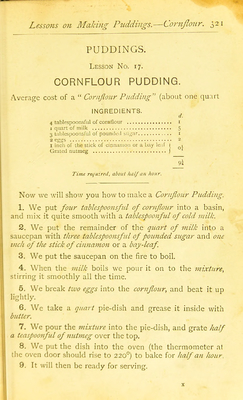 Lessons on Making Puddings.—Cornflour. 321
PUDDINGS.
LESSON No. 17.
CORNFLOUR PUDDING.
Average cost of a "Cornflour Pudding" (about one quart
INGREDIENTS.
d.
4 tablespoonsful of cornflour
1 quart of milk
3 tablespoonsful of pounded sugar
2 eggs
1 inch of the stick of cinnamon or a bay leaf
Grated nutmeg
9¼
Time required, about half an hour.
Now we will show you how to make a Cornflour Pudding.
1. We put four tablespoonsful of cornflour into a basin,
and mix it quite smooth with a tablespoonful of cold milk.
2. We put the remainder of the quart of milk into a
saucepan with three tablespoonsful of pounded sugar and one
inch of the stick of cinnamon or a bay-leaf.
3. We put the saucepan on the fire to boil.
4. When the milk boils we pour it on to the mixture,
stirring it smoothly all the time.
5. We break two eggs into the cornflour, and beat it up
lightly.
6. We take a quart pie-dish and grease it inside with
butter.
7. We pour the mixture into the pie-dish, and grate half
a teaspoonful of nutmeg over the top.
8. We put the dish into the oven (the thermometer at
the oven door should rise to 220°) to bake for half an hour.
9. It will then be ready for serving.